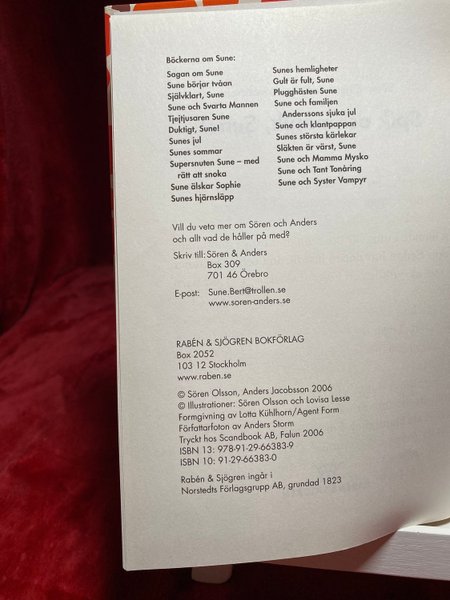 Böckerna om Sune:
Sagan om Sune
Sune börjar tvåan
Självklart, Sune
Sune och Svarta Mannen
Tjejtjusaren Sune
Duktigt, Sune!
Sunes jul
Sunes sommar
Supersnuten Sune – med
rätt att snoka
Sune älskar Sophie
Sunes hjärnsläpp
Sunes hemligheter
Gult är fult, Sune
Plugghästen Sune
Sune och familjen
Anderssons sjuka jul
Sune och klantpappan
Sunes största kärlekar
Släkten är värst, Sune
Sune och Mamma Mysko
Sune och Tant Tonåring
Sune och Syster Vampyr
Vill du veta mer om Sören och Anders
och allt vad de håller på med?
Skriv till: Sören & Anders
Box 309
701 46 Örebro
E-post: Sune.Bert@trollen.se
www.soren-anders.se
RABÉN & SJÖGREN BOKFÖRLAG
Box 2052
103 12 Stockholm
www.raben.se
© Sören Olsson, Anders Jacobsson 2006
© Illustrationer: Sören Olsson och Lovisa Lesse
Formgivning av Lotta Kühlhorn/Agent Form
Författarfoton av Anders Storm
Tryckt hos Scandbook AB, Falun 2006
ISBN 13: 978-91-29-66383-9
ISBN 10: 91-29-66383-0
Rabén & Sjögren ingår i
Norstedts Förlagsgrupp AB, grundad 1823